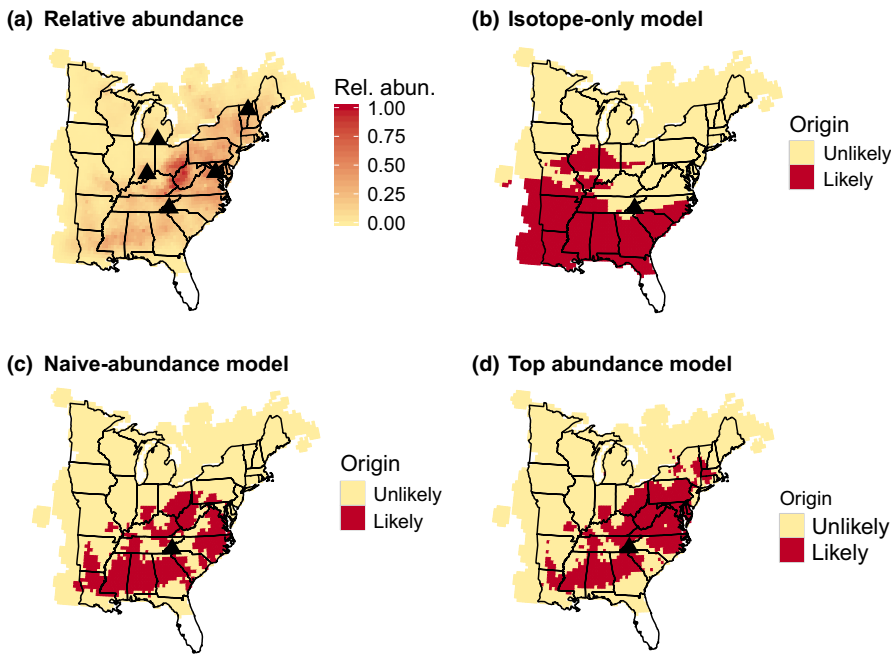 (a) Relative abundance
Rel. abun.
1.00
0.75
0.50
0.25
0.00
(b) Isotope-only model
Origin
Unlikely
Likely
(c) Naive-abundance model
Origin
Unlikely
Likely
(d) Top abundance model
Origin
Unlikely
Likely